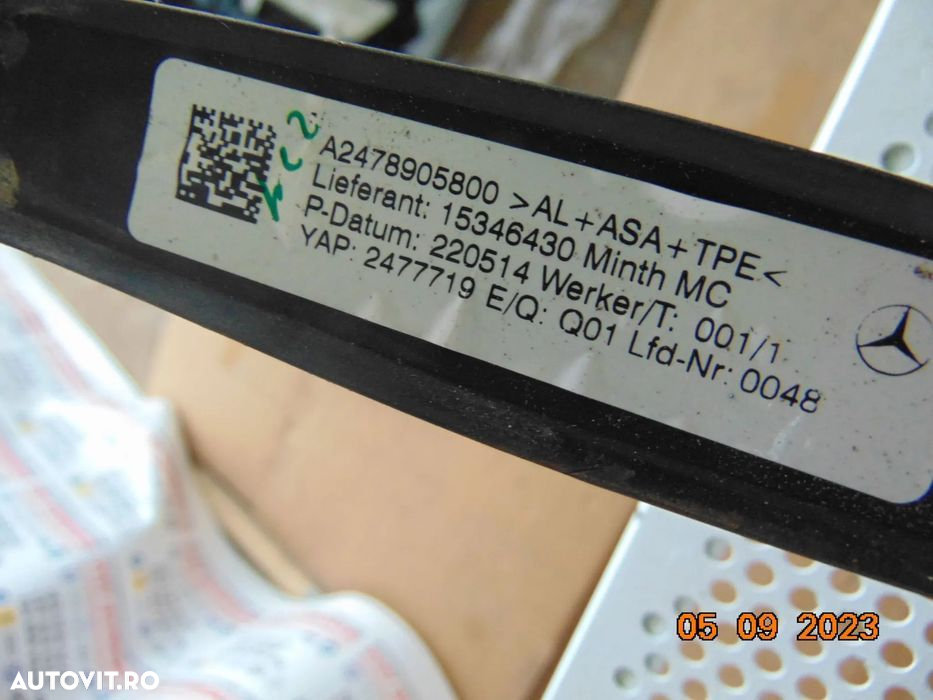 A2478905800 >AL+ASA+TPE<
Lieferant: 15346430 Minth MC
P-Datum: 220514 Werker/T: 001/1
YAP: 2477719 E/Q: Q01 Lfd-Nr: 0048
05 09 2023
AUTOVIT.RO